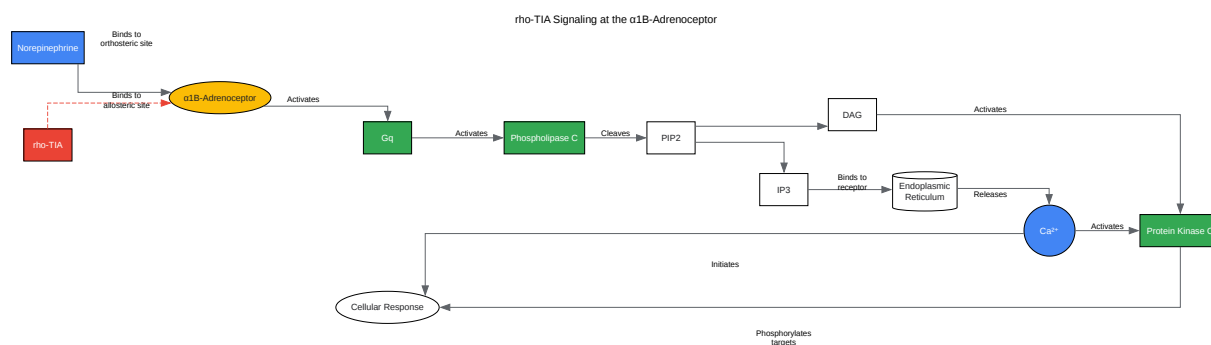 rho-TIA Signaling at the α1B-Adrenoceptor
Norepinephrine
Binds to
orthosteric site
Binds to
allosteric site
rho-TIA
α1B-Adrenoceptor
Activates
Gq
Activates
Phospholipase C
Cleaves
PIP2
DAG
Activates
IP3
Binds to
receptor
Endoplasmic
Reticulum
Releases
Ca²⁺
Activates
Protein Kinase C
Initiates
Cellular Response
Phosphorylates
targets